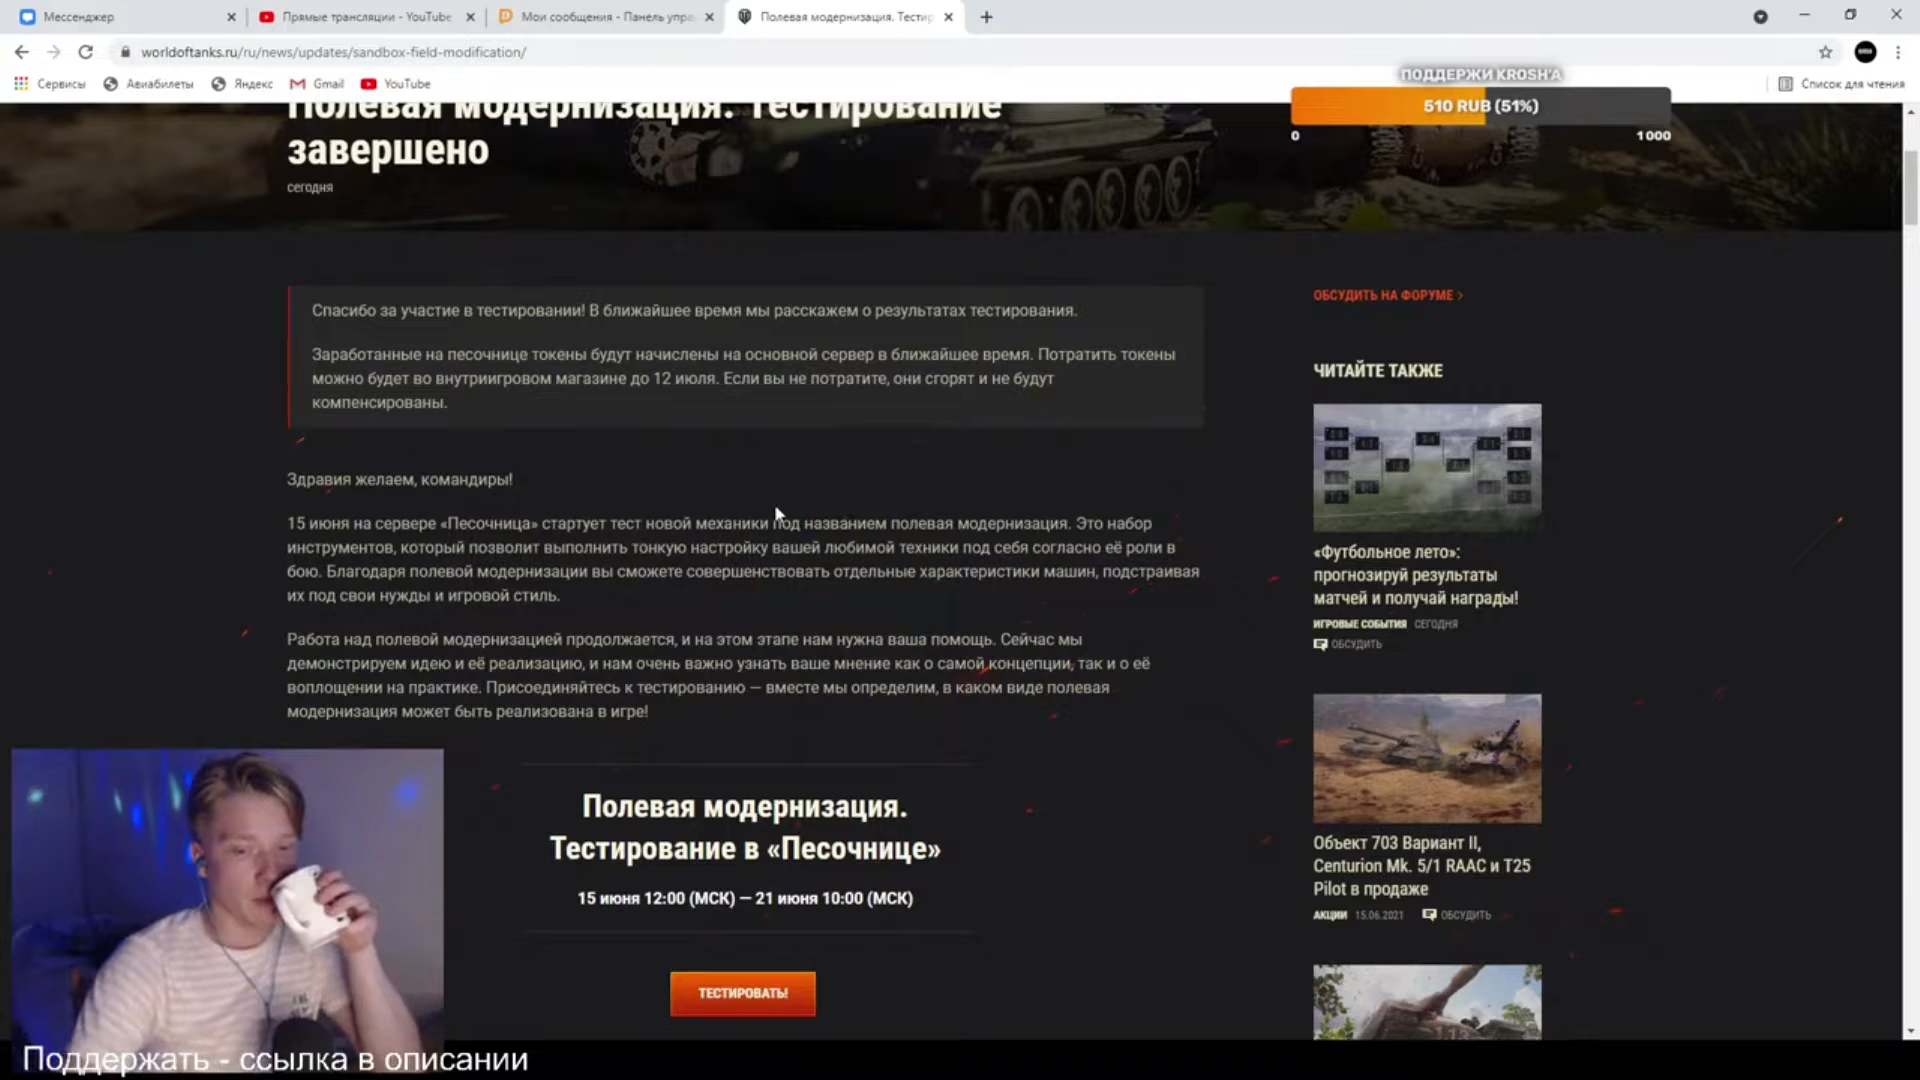 Мессенджер
Прямые трансляции - YouTube
Мои сообщения - Панель упра
Полевая модернизация. Тестир
worldoftanks.ru/ru/news/updates/sandbox-field-modification/
Сервисы
Авиабилеты
Яндекс
Gmail
YouTube
Список для чтения
ПОДДЕРЖИ KROSH'A
510 RUB (51%)
0
1000
Полевая модернизация. Тестирование
завершено
сегодня
Спасибо за участие в тестировании! В ближайшее время мы расскажем о результатах тестирования.
Заработанные на песочнице токены будут начислены на основной сервер в ближайшее время. Потратить токены
можно будет во внутриигровом магазине до 12 июля. Если вы не потратите, они сгорят и не будут
компенсированы.
Здравия желаем, командиры!
15 июня на сервере «Песочница» стартует тест новой механики под названием полевая модернизация. Это набор
инструментов, который позволит выполнить тонкую настройку вашей любимой техники под себя согласно её роли в
бою. Благодаря полевой модернизации вы сможете совершенствовать отдельные характеристики машин, подстраивая
их под свои нужды и игровой стиль.
Работа над полевой модернизацией продолжается, и на этом этапе нам нужна ваша помощь. Сейчас мы
демонстрируем идею и её реализацию, и нам очень важно узнать ваше мнение как о самой концепции, так и о её
воплощении на практике. Присоединяйтесь к тестированию — вместе мы определим, в каком виде полевая
модернизация может быть реализована в игре!
Полевая модернизация.
Тестирование в «Песочнице»
15 июня 12:00 (МСК) — 21 июня 10:00 (МСК)
ТЕСТИРОВАТЬ!
ОБСУДИТЬ НА ФОРУМЕ
ЧИТАЙТЕ ТАКЖЕ
«Футбольное лето»:
прогнозируй результаты
матчей и получай награды!
ИГРОВЫЕ СОБЫТИЯ СЕГОДНЯ
ОБСУДИТЬ
Объект 703 Вариант II,
Centurion Mk. 5/1 RAAC и T25
Pilot в продаже
АКЦИИ 15.06.2021 ОБСУДИТЬ
Поддержать - ссылка в описании